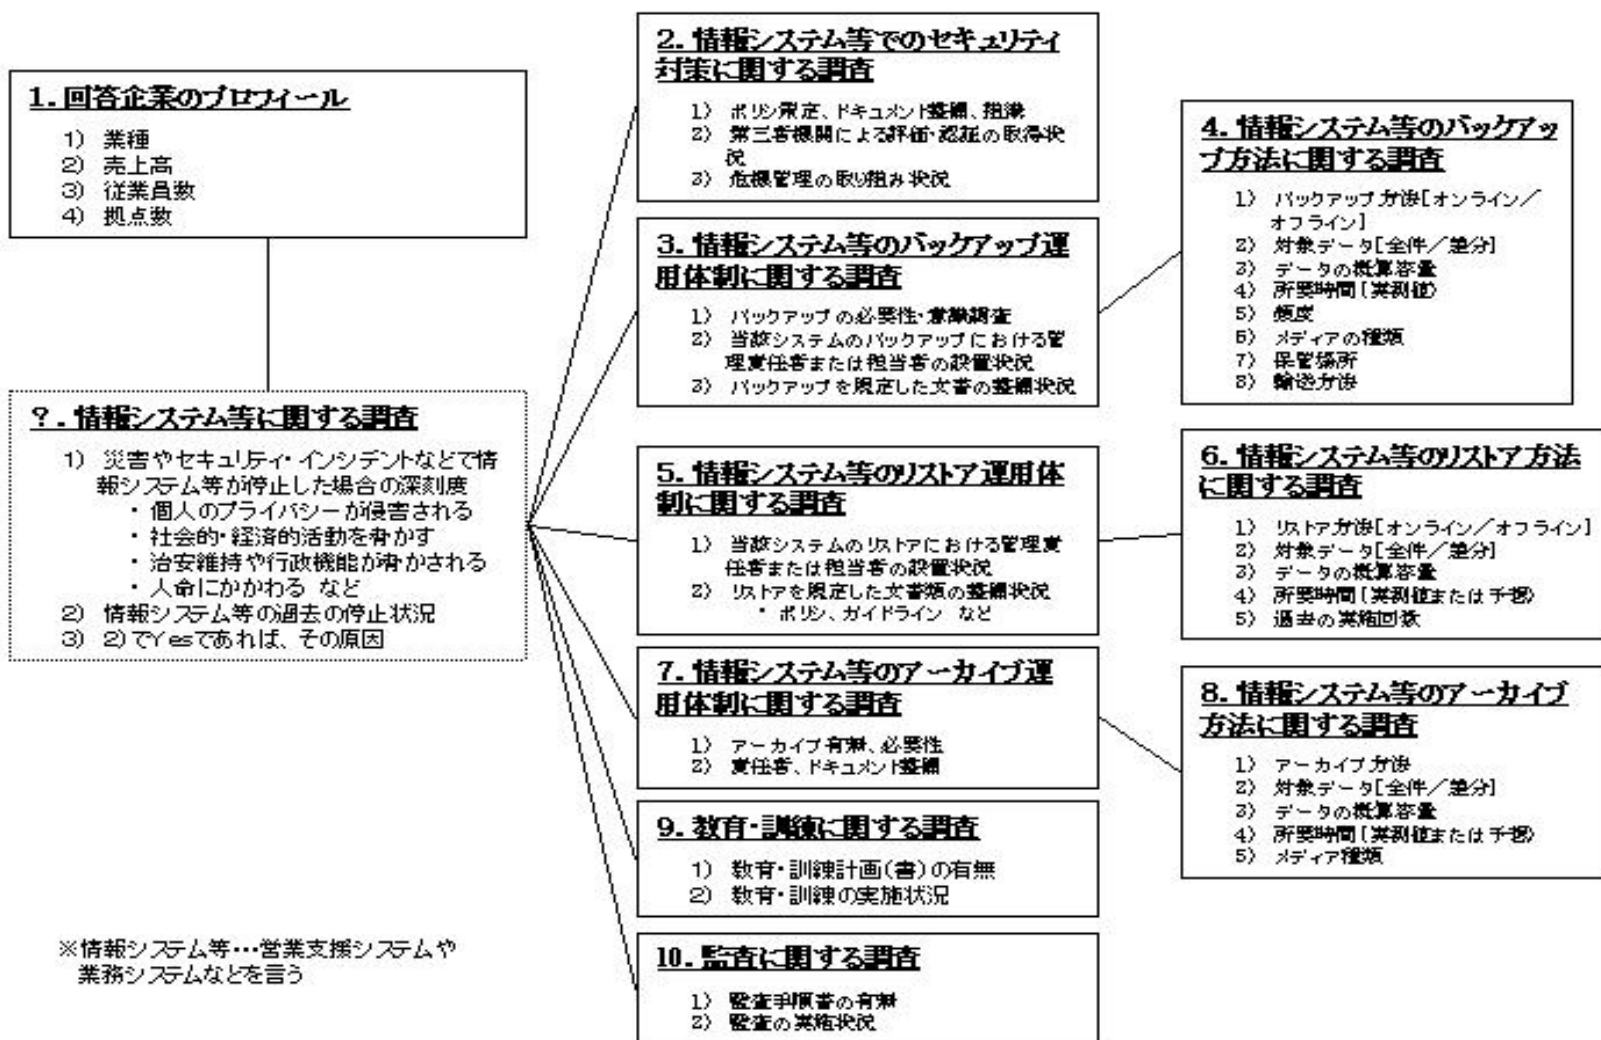 1. 回答企業のプロフィール
1) 業種
2) 売上高
3) 従業員数
4) 拠点数
?. 情報システム等に関する調査
1) 災害やセキュリティ・インシデントなどで情
報システム等が停止した場合の深刻度
・ 個人のプライバシーが侵害される
・ 社会的・経済的活動を脅かす
・ 治安維持や行政機能が脅かされる
・ 人命にかかわる など
2) 情報システム等の過去の停止状況
3) 2)でYesであれば、その原因
※情報システム等・・・営業支援システムや
業務システムなどを言う
2. 情報システム等でのセキュリティ
対策に関する調査
1) ポリシ策定、ドキュメント整備、組織
2) 第三者機関による評価・認証の取得状
況
3) 危機管理の取り組み状況
3. 情報システム等のバックアップ運
用体制に関する調査
1) バックアップの必要性・意識調査
2) 当該システムのバックアップにおける管
理責任者または担当者の設置状況
3) バックアップを規定した文書の整備状況
4. 情報システム等のバックアッ
プ方法に関する調査
1) バックアップ方法[オンライン/
オフライン]
2) 対象データ[全件/差分]
3) データの概算容量
4) 所要時間(実測値)
5) 頻度
6) メディアの種類
7) 保管場所
8) 輸送方法
5. 情報システム等のリストア運用体
制に関する調査
1) 当該システムのリストアにおける管理責
任者または担当者の設置状況
2) リストアを規定した文書類の整備状況
・ ポリシ、ガイドライン など
6. 情報システム等のリストア方法
に関する調査
1) リストア方法[オンライン/オフライン]
2) 対象データ[全件/差分]
3) データの概算容量
4) 所要時間(実測値または予想)
5) 過去の実施回数
7. 情報システム等のアーカイブ運
用体制に関する調査
1) アーカイブ有無、必要性
2) 責任者、ドキュメント整備
8. 情報システム等のアーカイブ
方法に関する調査
1) アーカイブ方法
2) 対象データ[全件/差分]
3) データの概算容量
4) 所要時間(実測値または予想)
5) メディア種類
9. 教育・訓練に関する調査
1) 教育・訓練計画(書)の有無
2) 教育・訓練の実施状況
10. 監査に関する調査
1) 監査手順書の有無
2) 監査の実施状況